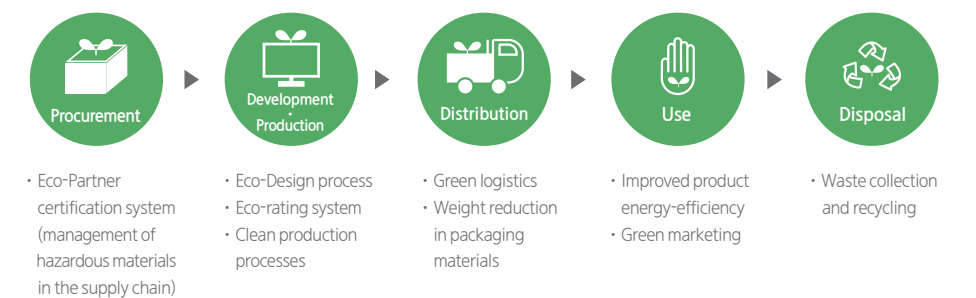 Procurement
Development
·
Production
Distribution
Use
Disposal
· Eco-Partner
certification system
(management of
hazardous materials
in the supply chain)
· Eco-Design process
· Eco-rating system
· Clean production
processes
· Green logistics
· Weight reduction
in packaging
materials
· Improved product
energy-efficiency
· Green marketing
· Waste collection
and recycling